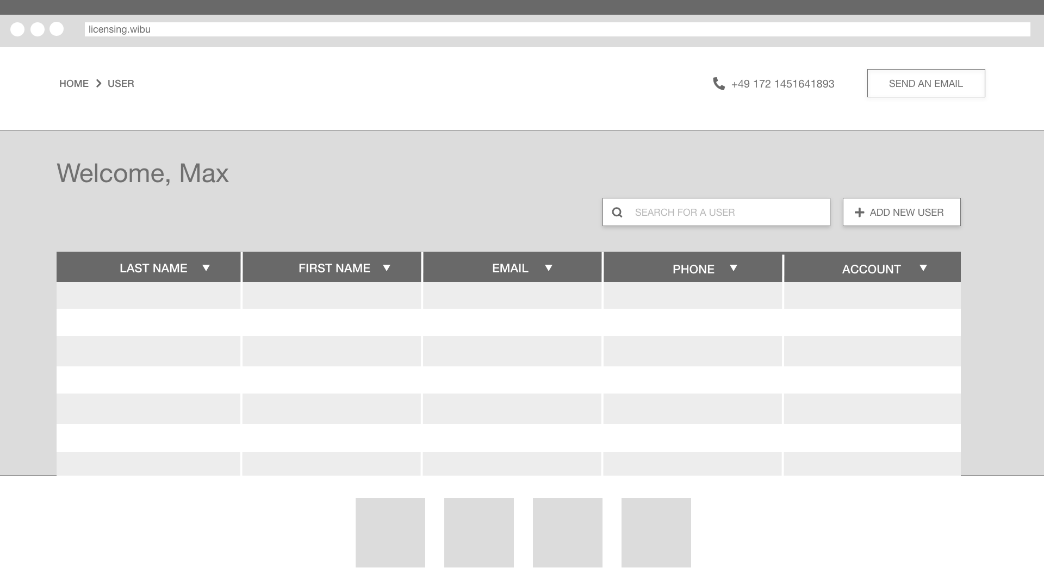 licensing.wibu
HOME > USER
+49 172 1451641893
SEND AN EMAIL
Welcome, Max
SEARCH FOR A USER
ADD NEW USER
LAST NAME
FIRST NAME
EMAIL
PHONE
ACCOUNT